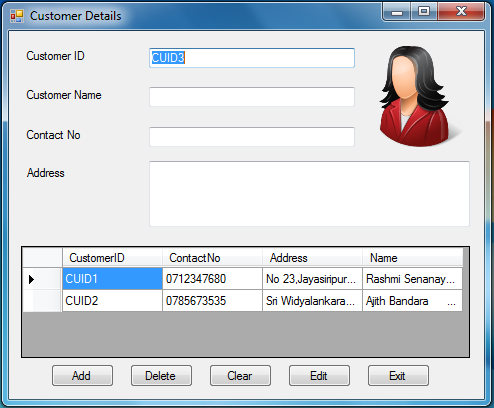 Customer Details
Customer ID CUID3
Customer Name
Contact No
Address
CustomerID ContactNo Address Name
CUID1 0712347680 No 23,Jayasiripur... Rashmi Senanay...
CUID2 0785673535 Sri Widyalankara... Ajith Bandara ...
Add Delete Clear Edit Exit